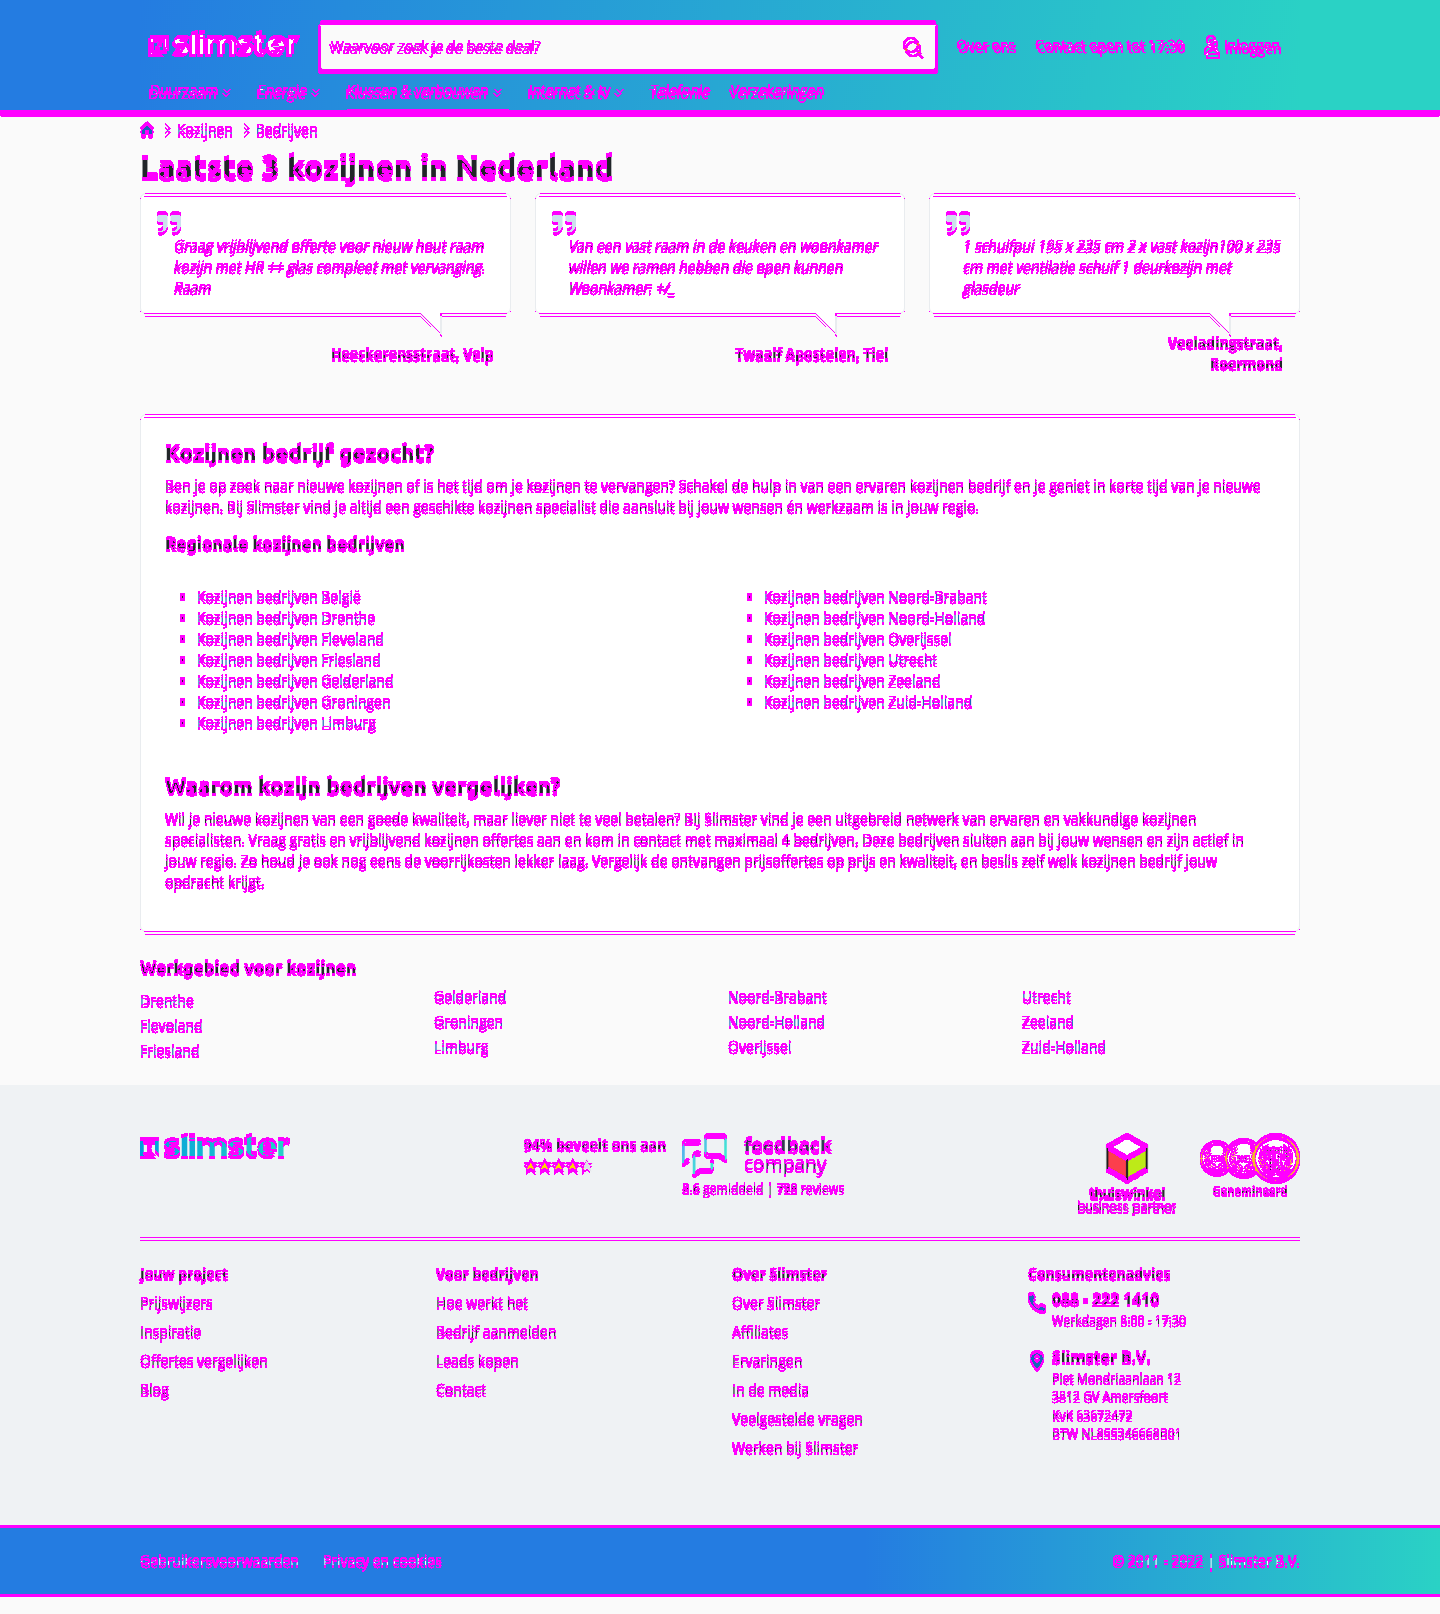 slimster
Waarvoor zoek je de beste deal?
Over ons
Contact open tot 17:30
Inloggen
Duurzaam
Energie
Klussen & verbouwen
Internet & tv
Telefonie
Verzekeringen
Kozijnen
Bedrijven
Laatste 3 kozijnen in Nederland
Graag vrijblijvend offerte voor nieuw hout raam
kozijn met HR ++ glas compleet met vervanging.
Raam
Heeckerensstraat, Velp
Van een vast raam in de keuken en woonkamer
willen we ramen hebben die open kunnen
Woonkamer: +/_
Twaalf Apostelen, Tiel
1 schuifpui 195 x 235 cm 2 x vast kozijn100 x 235
cm met ventilatie schuif 1 deurkozijn met
glasdeur
Veeladingstraat,
Roermond
Kozijnen bedrijf gezocht?
Ben je op zoek naar nieuwe kozijnen of is het tijd om je kozijnen te vervangen? Schakel de hulp in van een ervaren kozijnen bedrijf en je geniet in korte tijd van je nieuwe
kozijnen. Bij Slimster vind je altijd een geschikte kozijnen specialist die aansluit bij jouw wensen én werkzaam is in jouw regio.
Regionale kozijnen bedrijven
Kozijnen bedrijven België
Kozijnen bedrijven Drenthe
Kozijnen bedrijven Flevoland
Kozijnen bedrijven Friesland
Kozijnen bedrijven Gelderland
Kozijnen bedrijven Groningen
Kozijnen bedrijven Limburg
Kozijnen bedrijven Noord-Brabant
Kozijnen bedrijven Noord-Holland
Kozijnen bedrijven Overijssel
Kozijnen bedrijven Utrecht
Kozijnen bedrijven Zeeland
Kozijnen bedrijven Zuid-Holland
Waarom kozijn bedrijven vergelijken?
Wil je nieuwe kozijnen van een goede kwaliteit, maar liever niet te veel betalen? Bij Slimster vind je een uitgebreid netwerk van ervaren en vakkundige kozijnen
specialisten. Vraag gratis en vrijblijvend kozijnen offertes aan en kom in contact met maximaal 4 bedrijven. Deze bedrijven sluiten aan bij jouw wensen en zijn actief in
jouw regio. Zo houd je ook nog eens de voorrijkosten lekker laag. Vergelijk de ontvangen prijsoffertes op prijs en kwaliteit, en beslis zelf welk kozijnen bedrijf jouw
opdracht krijgt.
Werkgebied voor kozijnen
Drenthe
Flevoland
Friesland
Gelderland
Groningen
Limburg
Noord-Brabant
Noord-Holland
Overijssel
Utrecht
Zeeland
Zuid-Holland
slimster
94% beveelt ons aan
feedback
company
8.6 gemiddeld |
reviews
thuiswinkel
business partner
Genomineerd
Jouw project
Prijswijzers
Inspiratie
Offertes vergelijken
Blog
Voor bedrijven
Hoe werkt het
Bedrijf aanmelden
Leads kopen
Contact
Over Slimster
Over Slimster
Affiliates
Ervaringen
In de media
Veelgestelde vragen
Werken bij Slimster
Consumentenadvies
088 - 222 1410
Werkdagen 8:00 - 17:30
Slimster B.V.
Piet Mondriaanlaan 12
3812 GV Amersfoort
KvK 63672472
Gebruikersvoorwaarden
Privacy en cookies
© 2011 - 2022 | Slimster B.V.